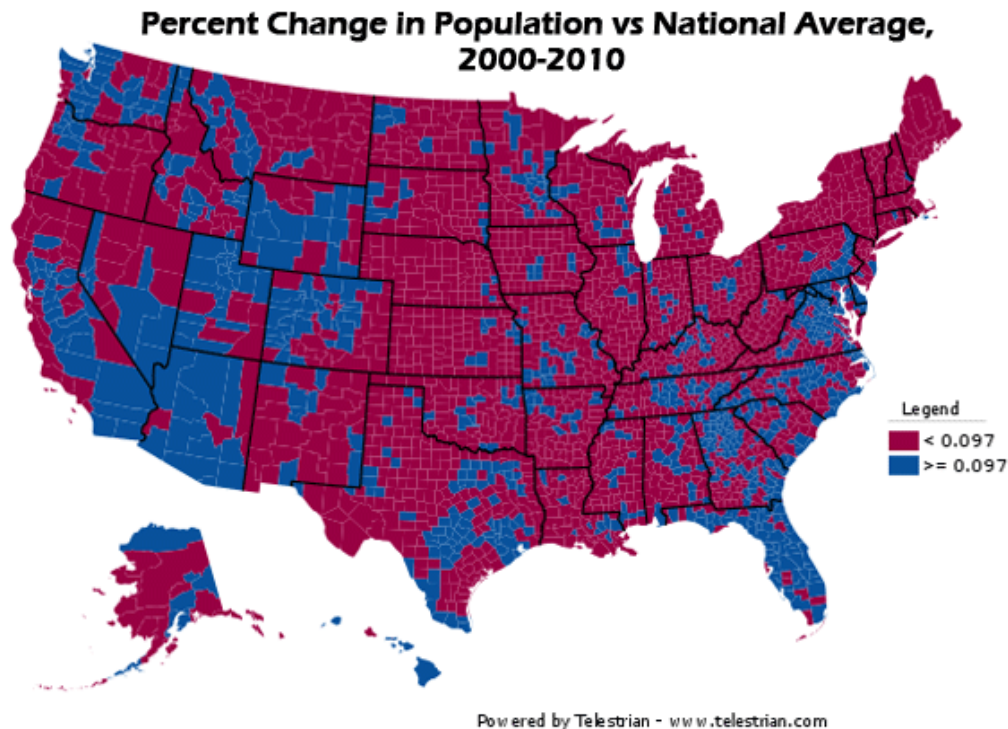 Percent Change in Population vs National Average,
2000-2010
Legend
< 0.097
>= 0.097
Powered by Telestrian - www.telestrian.com